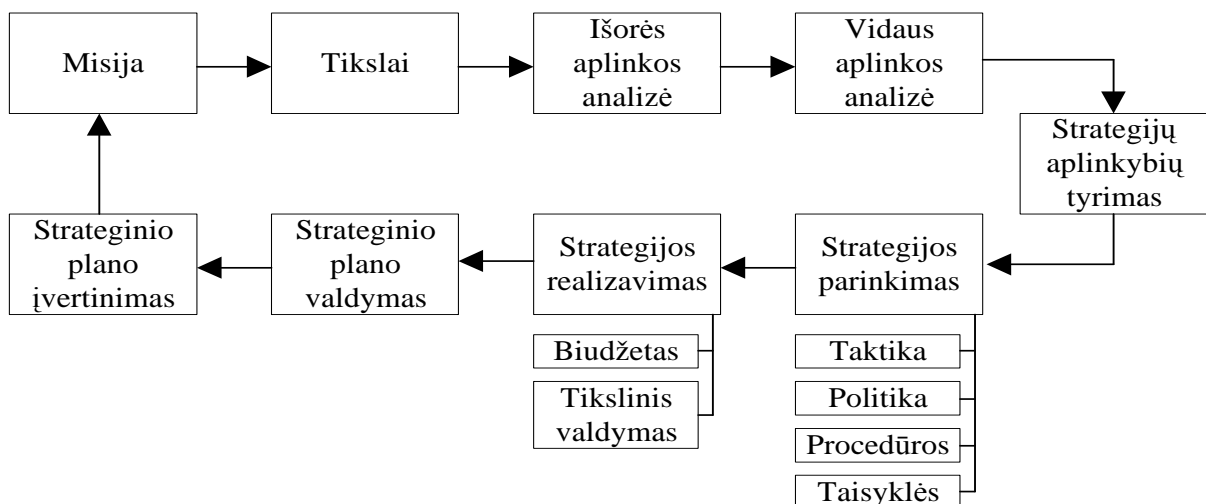 Misija
Tikslai
Išorės
aplinkos
analizė
Vidaus
aplinkos
analizė
Strategijų
aplinkybių
tyrimas
Strateginio
plano
įvertinimas
Strateginio
plano
valdymas
Strategijos
realizavimas
Strategijos
parinkimas
Biudžetas
Tikslinis
valdymas
Taktika
Politika
Procedūros
Taisyklės